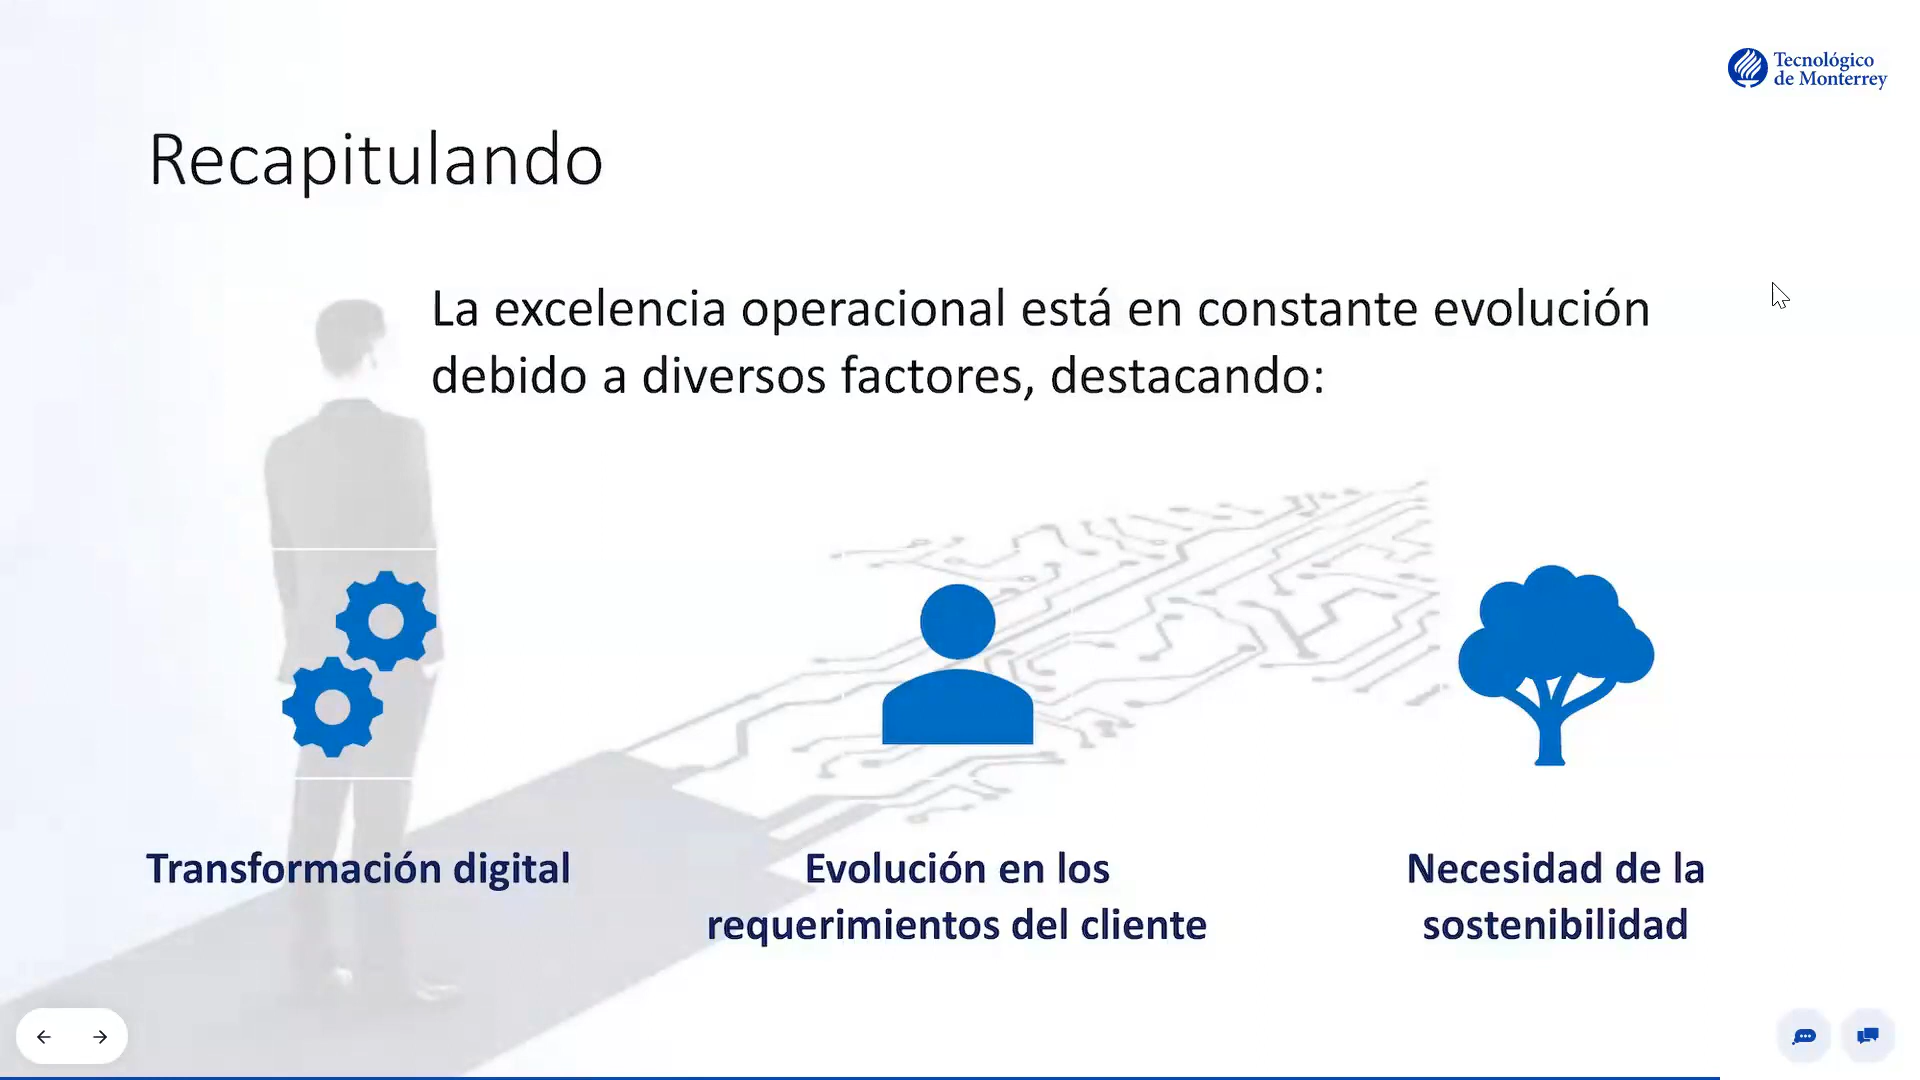 Tecnológico
de Monterrey
Recapitulando
La excelencia operacional está en constante evolución
debido a diversos factores, destacando:
Transformación digital
Evolución en los
requerimientos del cliente
Necesidad de la
sostenibilidad